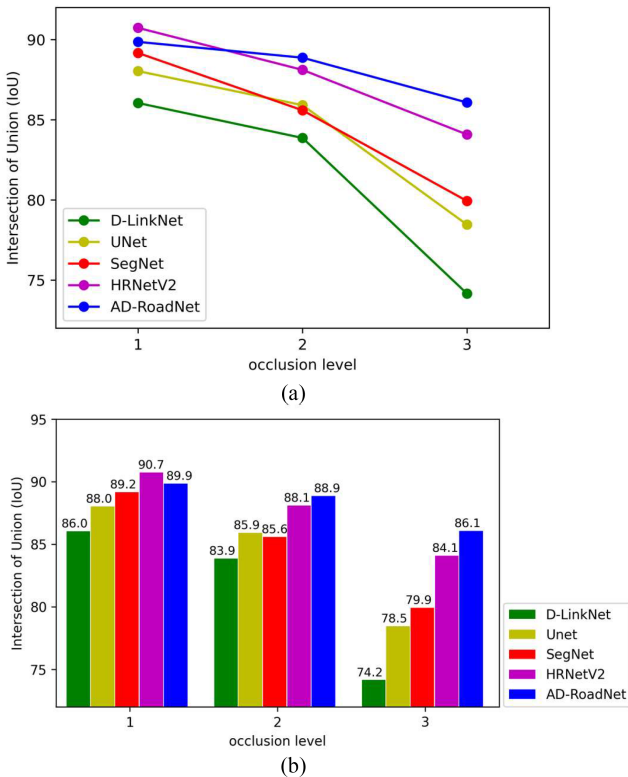 90
85
80
75
Intersection of Union (IoU)
D-LinkNet
UNet
SegNet
HRNetV2
AD-RoadNet
1 2 3
occlusion level
(a)
95
90
85
80
75
Intersection of Union (IoU)
86.0 88.0 89.2 90.7 89.9
83.9 85.9 85.6 88.1 88.9
74.2 78.5 79.9 84.1 86.1
D-LinkNet
Unet
SegNet
HRNetV2
AD-RoadNet
1 2 3
occlusion level
(b)